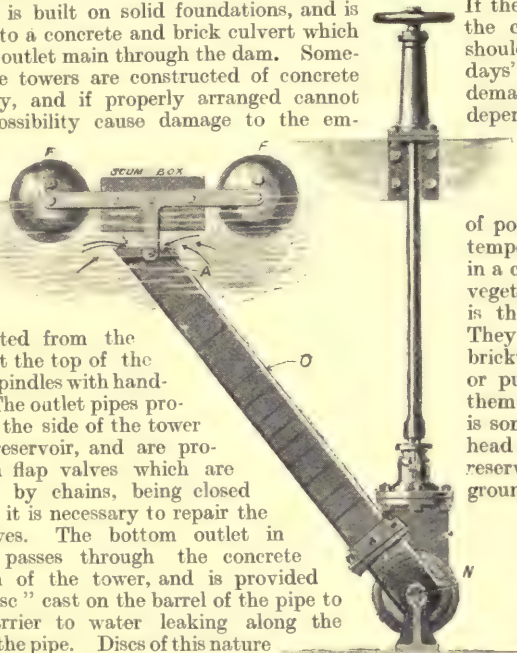 is built on solid foundations, and is
to a concrete and brick culvert which
outlet main through the dam. Some-
e towers are constructed of concrete
y, and if properly arranged cannot
ossibility cause damage to the em-
F
F
SCUM BOX
A
O
N
ted from the
t the top of the
pindles with hand-
The outlet pipes pro-
the side of the tower
eservoir, and are pro-
flap valves which are
by chains, being closed
it is necessary to repair the
ves. The bottom outlet in
passes through the concrete
of the tower, and is provided
sc" cast on the barrel of the pipe to
rrier to water leaking along the
the pipe. Discs of this nature
If the
the c
should
days'
dema
depen
of po
tempe
in a c
veget
is th
They
brick
or pu
them
is son
head
reserv
groun